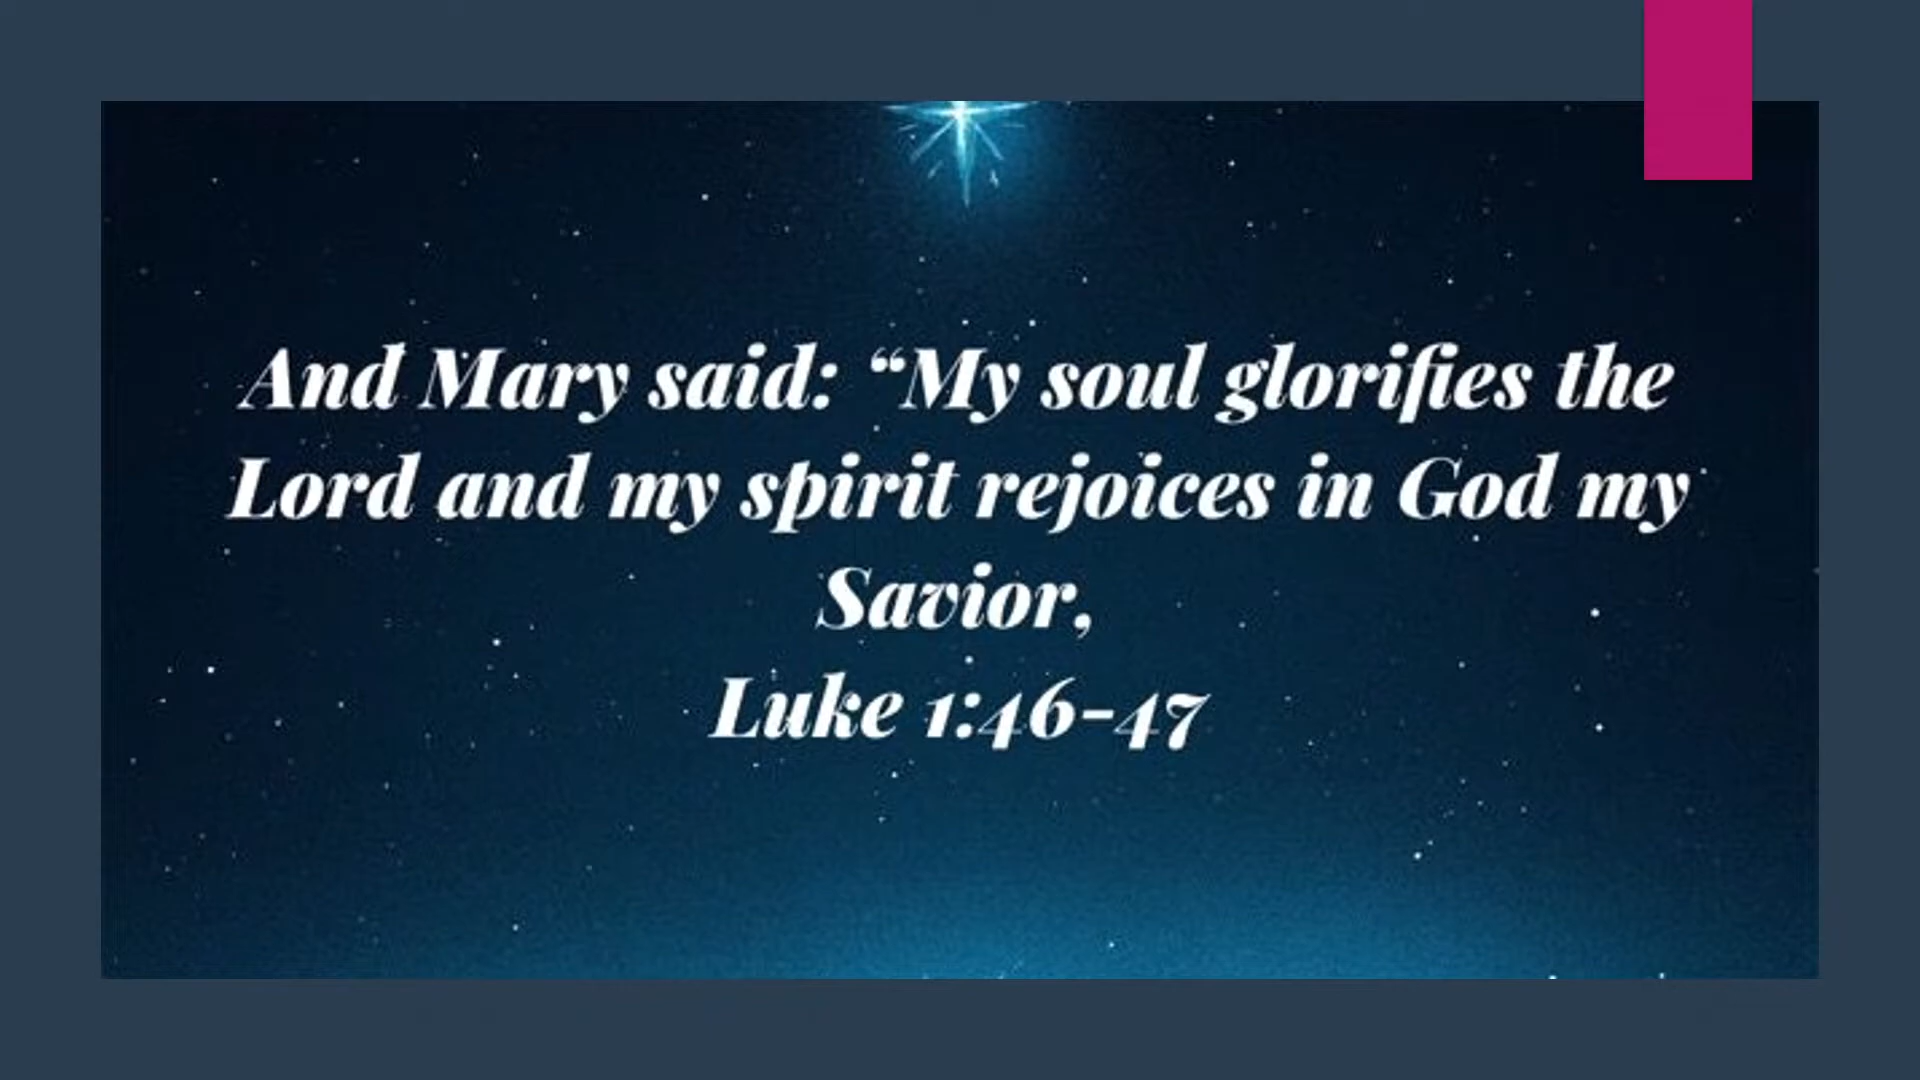 And Mary said: “My soul glorifies the
Lord and my spirit rejoices in God my
Savior,
Luke 1:46-47